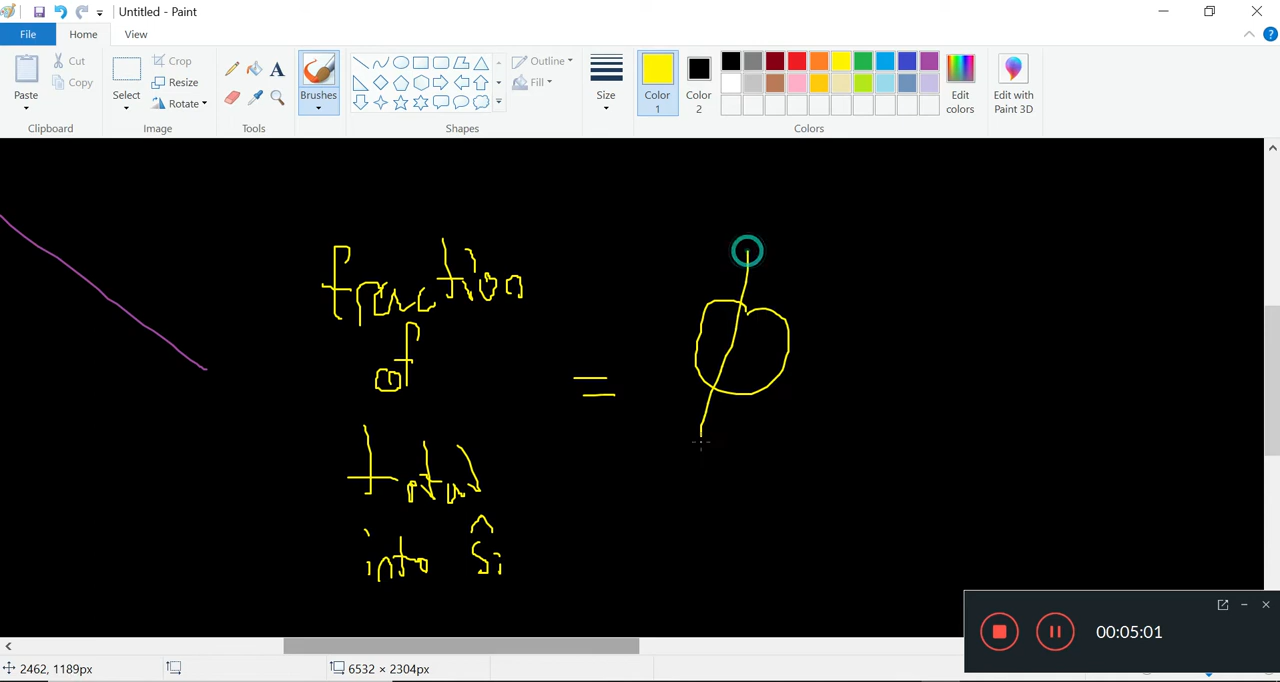 Untitled - Paint
File
Home
View
Paste
Cut
Copy
Clipboard
Select
Crop
Resize
Rotate
Image
A
Tools
Brushes
Outline
Fill
Shapes
Size
Color
1
Color
2
Colors
Edit
colors
Edit with
Paint 3D
?
function
of
total
into Ŝi
=
Φ
00:05:01
2462, 1189px
6532 × 2304px